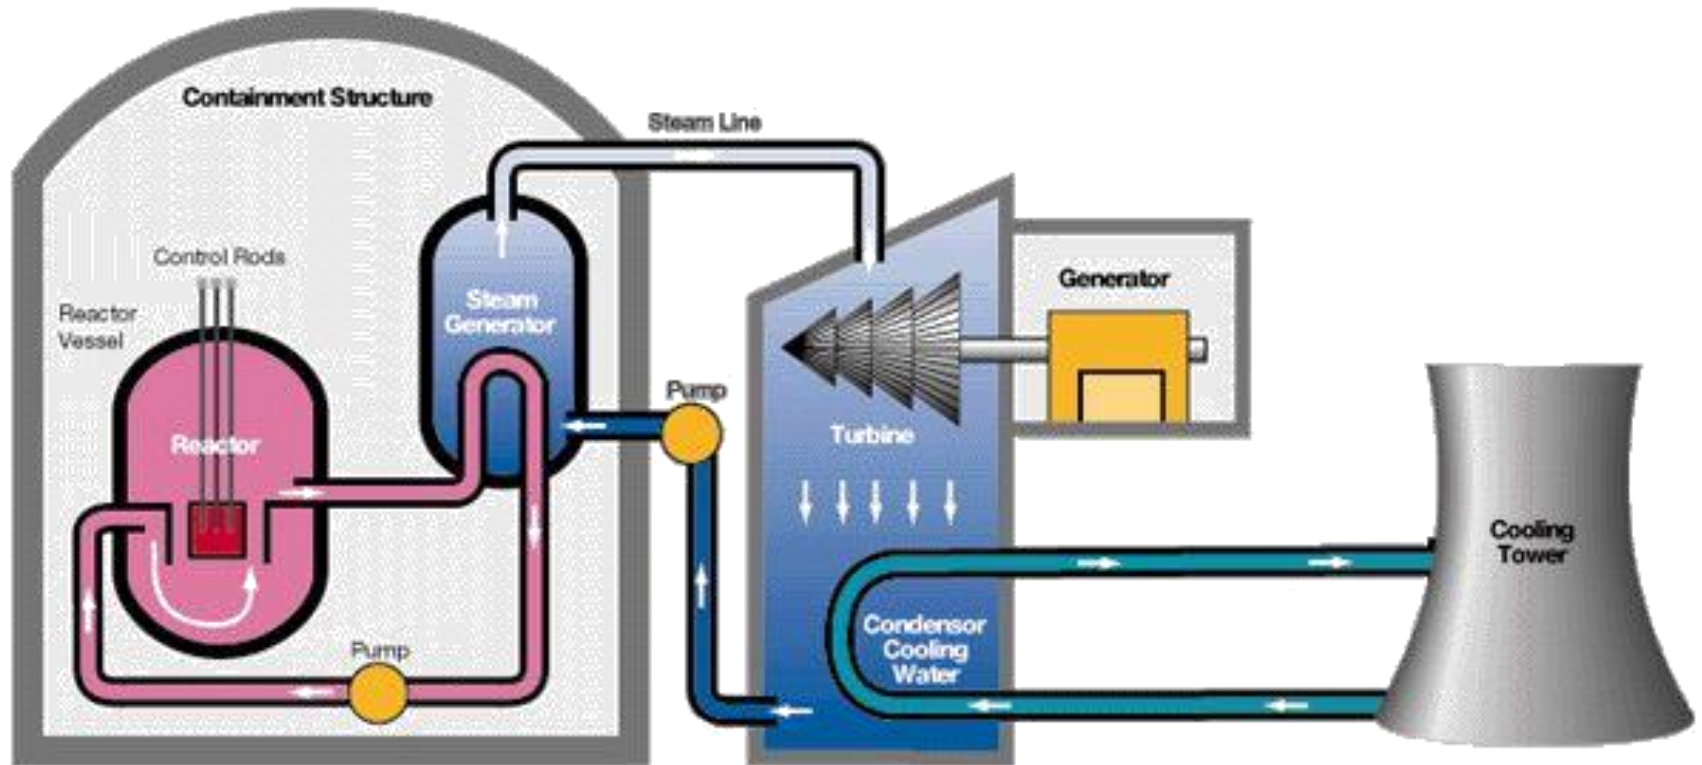 Containment Structure
Steam Line
Control Rods
Reactor
Vessel
Steam
Generator
Reactor
Pump
Pump
Generator
Turbine
Condensor
Cooling
Water
Cooling
Tower